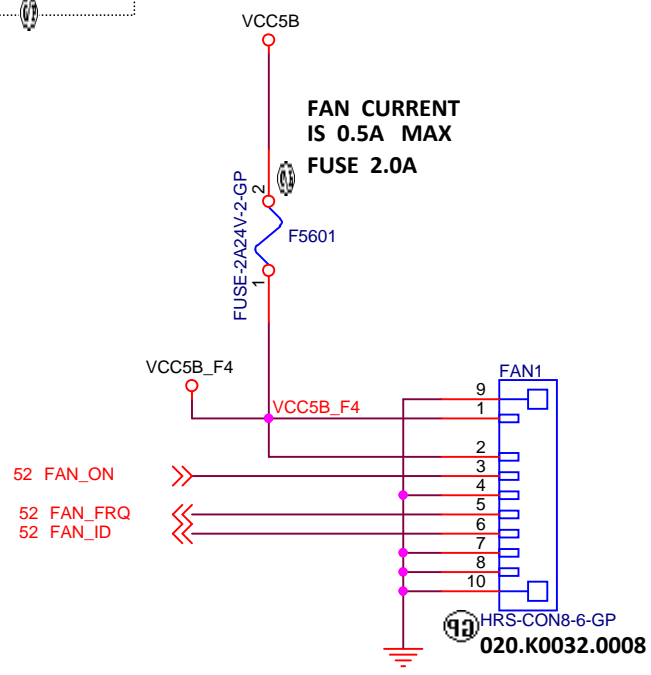 VCC5B
FAN CURRENT
IS 0.5A MAX
FUSE 2.0A
2
FUSE-2A24V-2-GP
F5601
1
VCC5B_F4
VCC5B_F4
FAN1
9
1
2
52 FAN_ON
3
4
52 FAN_FRQ
5
52 FAN_ID
6
7
8
10
GP
HRS-CON8-6-GP
020.K0032.0008